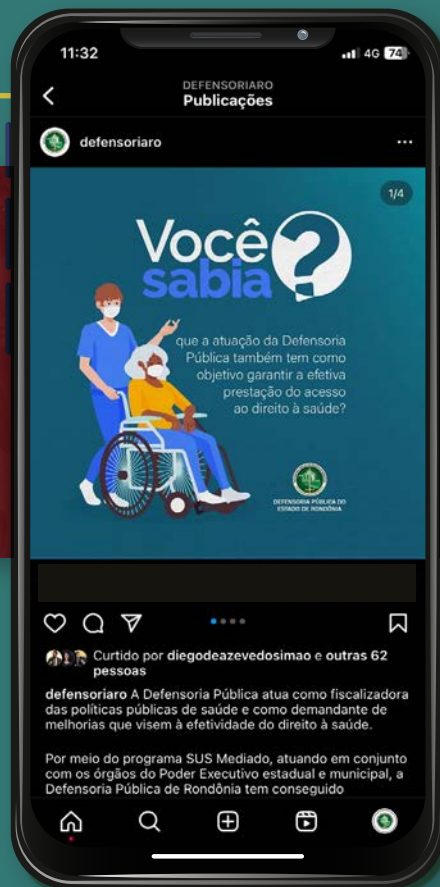 11:32
4G 74
DEFENSORIARO
Publicações
defensoriaro
1/4
Você
sabia?
que a atuação da Defensoria
Pública também tem como
objetivo garantir a efetiva
prestação do acesso
ao direito à saúde?
DEFENSORIA PÚBLICA DO
ESTADO DE RONDÔNIA
Curtido por diegodeazevedosimao e outras 62
pessoas
defensoriaro A Defensoria Pública atua como fiscalizadora
das políticas públicas de saúde e como demandante de
melhorias que visem à efetividade do direito à saúde.
Por meio do programa SUS Mediado, atuando em conjunto
com os órgãos do Poder Executivo estadual e municipal, a
Defensoria Pública de Rondônia tem conseguido